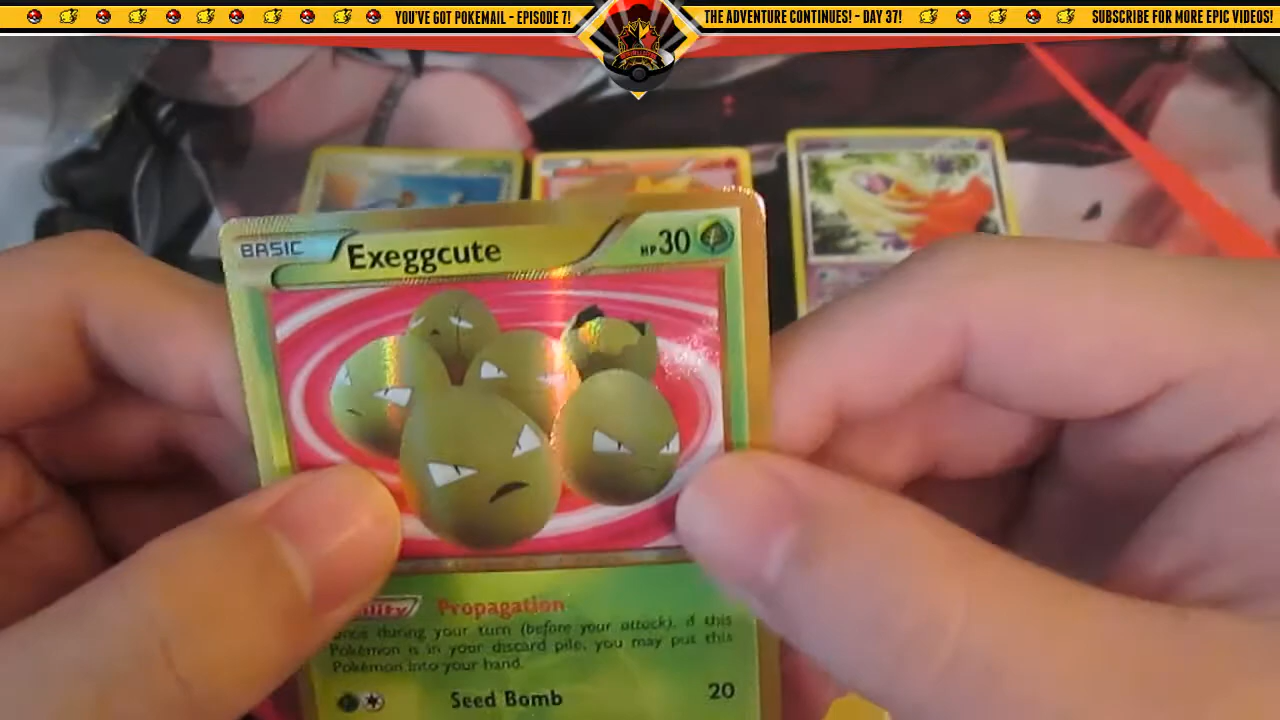 YOU'VE GOT POKEMAIL - EPISODE 7!
THE ADVENTURE CONTINUES! - DAY 37!
SUBSCRIBE FOR MORE EPIC VIDEOS!
BASIC
Exeggcute
HP 30
Propagation
during your turn (before your attack), if this
Pokémon is in your discard pile, you may put this
Pokémon into your hand.
Seed Bomb 20